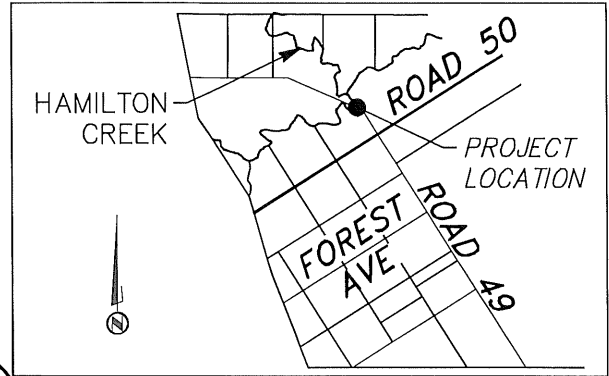 HAMILTON
CREEK
ROAD 50
PROJECT
LOCATION
FOREST
AVE
ROAD 49
N